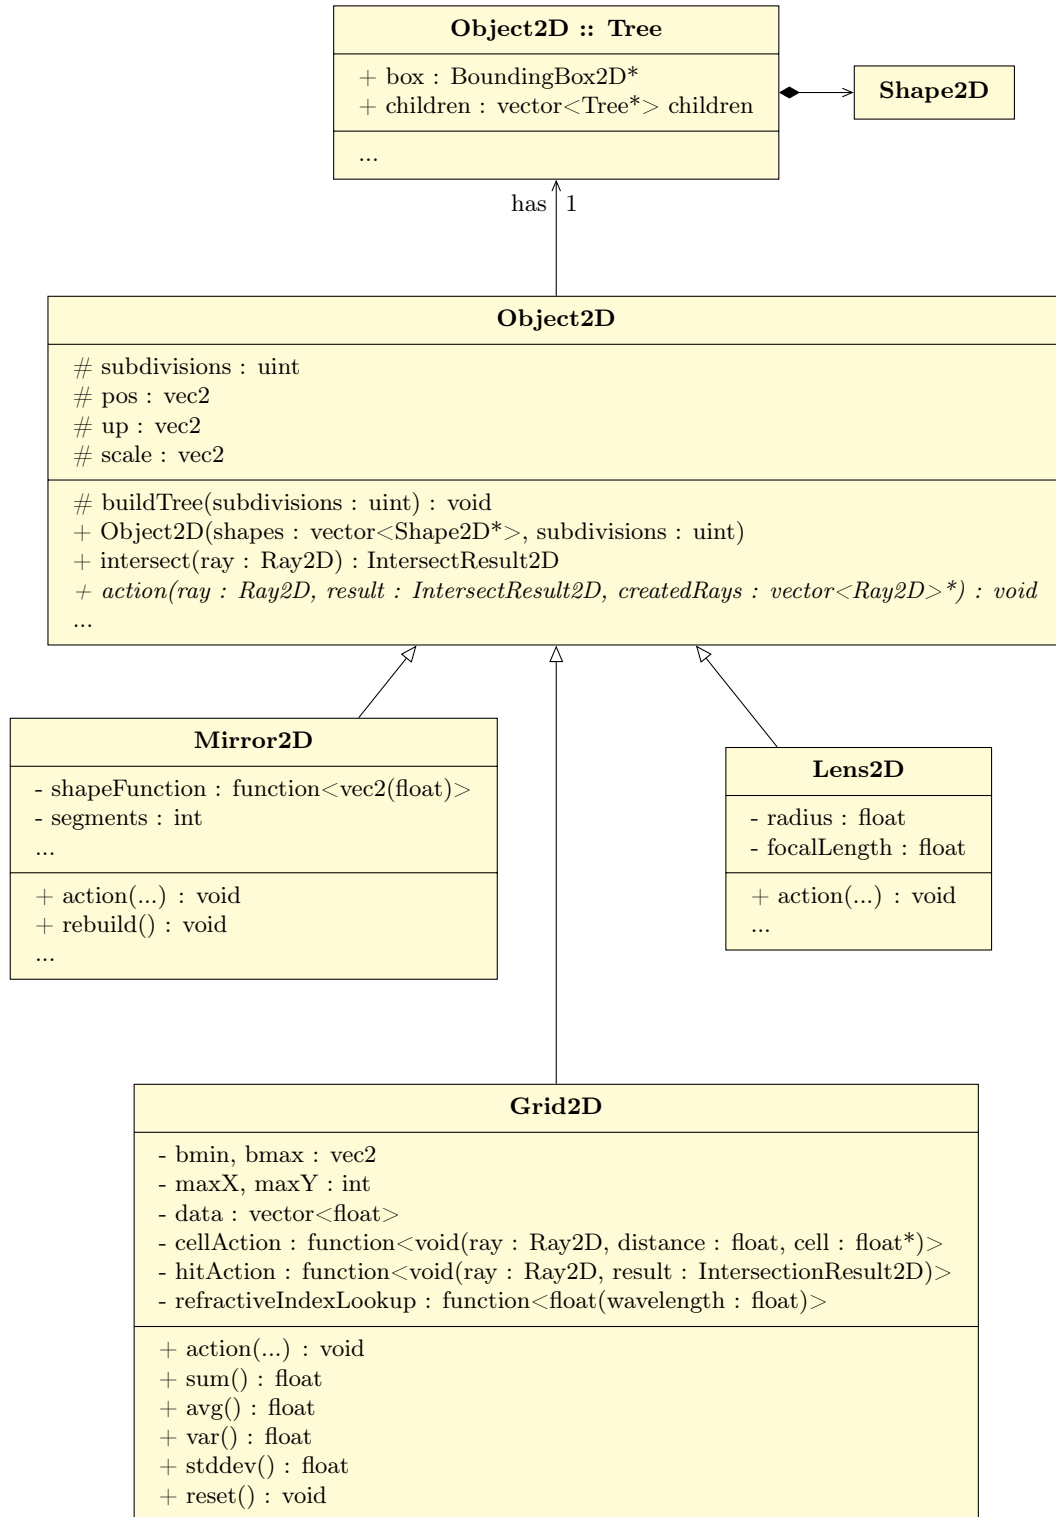 Object2D :: Tree
+ box : BoundingBox2D*
+ children : vector<Tree*> children
...
Shape2D
has 1
Object2D
# subdivisions : uint
# pos : vec2
# up : vec2
# scale : vec2
# buildTree(subdivisions : uint) : void
+ Object2D(shapes : vector<Shape2D*>, subdivisions : uint)
+ intersect(ray : Ray2D) : IntersectResult2D
+ action(ray : Ray2D, result : IntersectResult2D, createdRays : vector<Ray2D>*) : void
...
Mirror2D
- shapeFunction : function<vec2(float)>
- segments : int
...
+ action(...) : void
+ rebuild() : void
...
Lens2D
- radius : float
- focalLength : float
+ action(...) : void
...
Grid2D
- bmin, bmax : vec2
- maxX, maxY : int
- data : vector<float>
- cellAction : function<void(ray : Ray2D, distance : float, cell : float*)>
- hitAction : function<void(ray : Ray2D, result : IntersectionResult2D)>
- refractiveIndexLookup : function<float(wavelength : float)>
+ action(...) : void
+ sum() : float
+ avg() : float
+ var() : float
+ stddev() : float
+ reset() : void